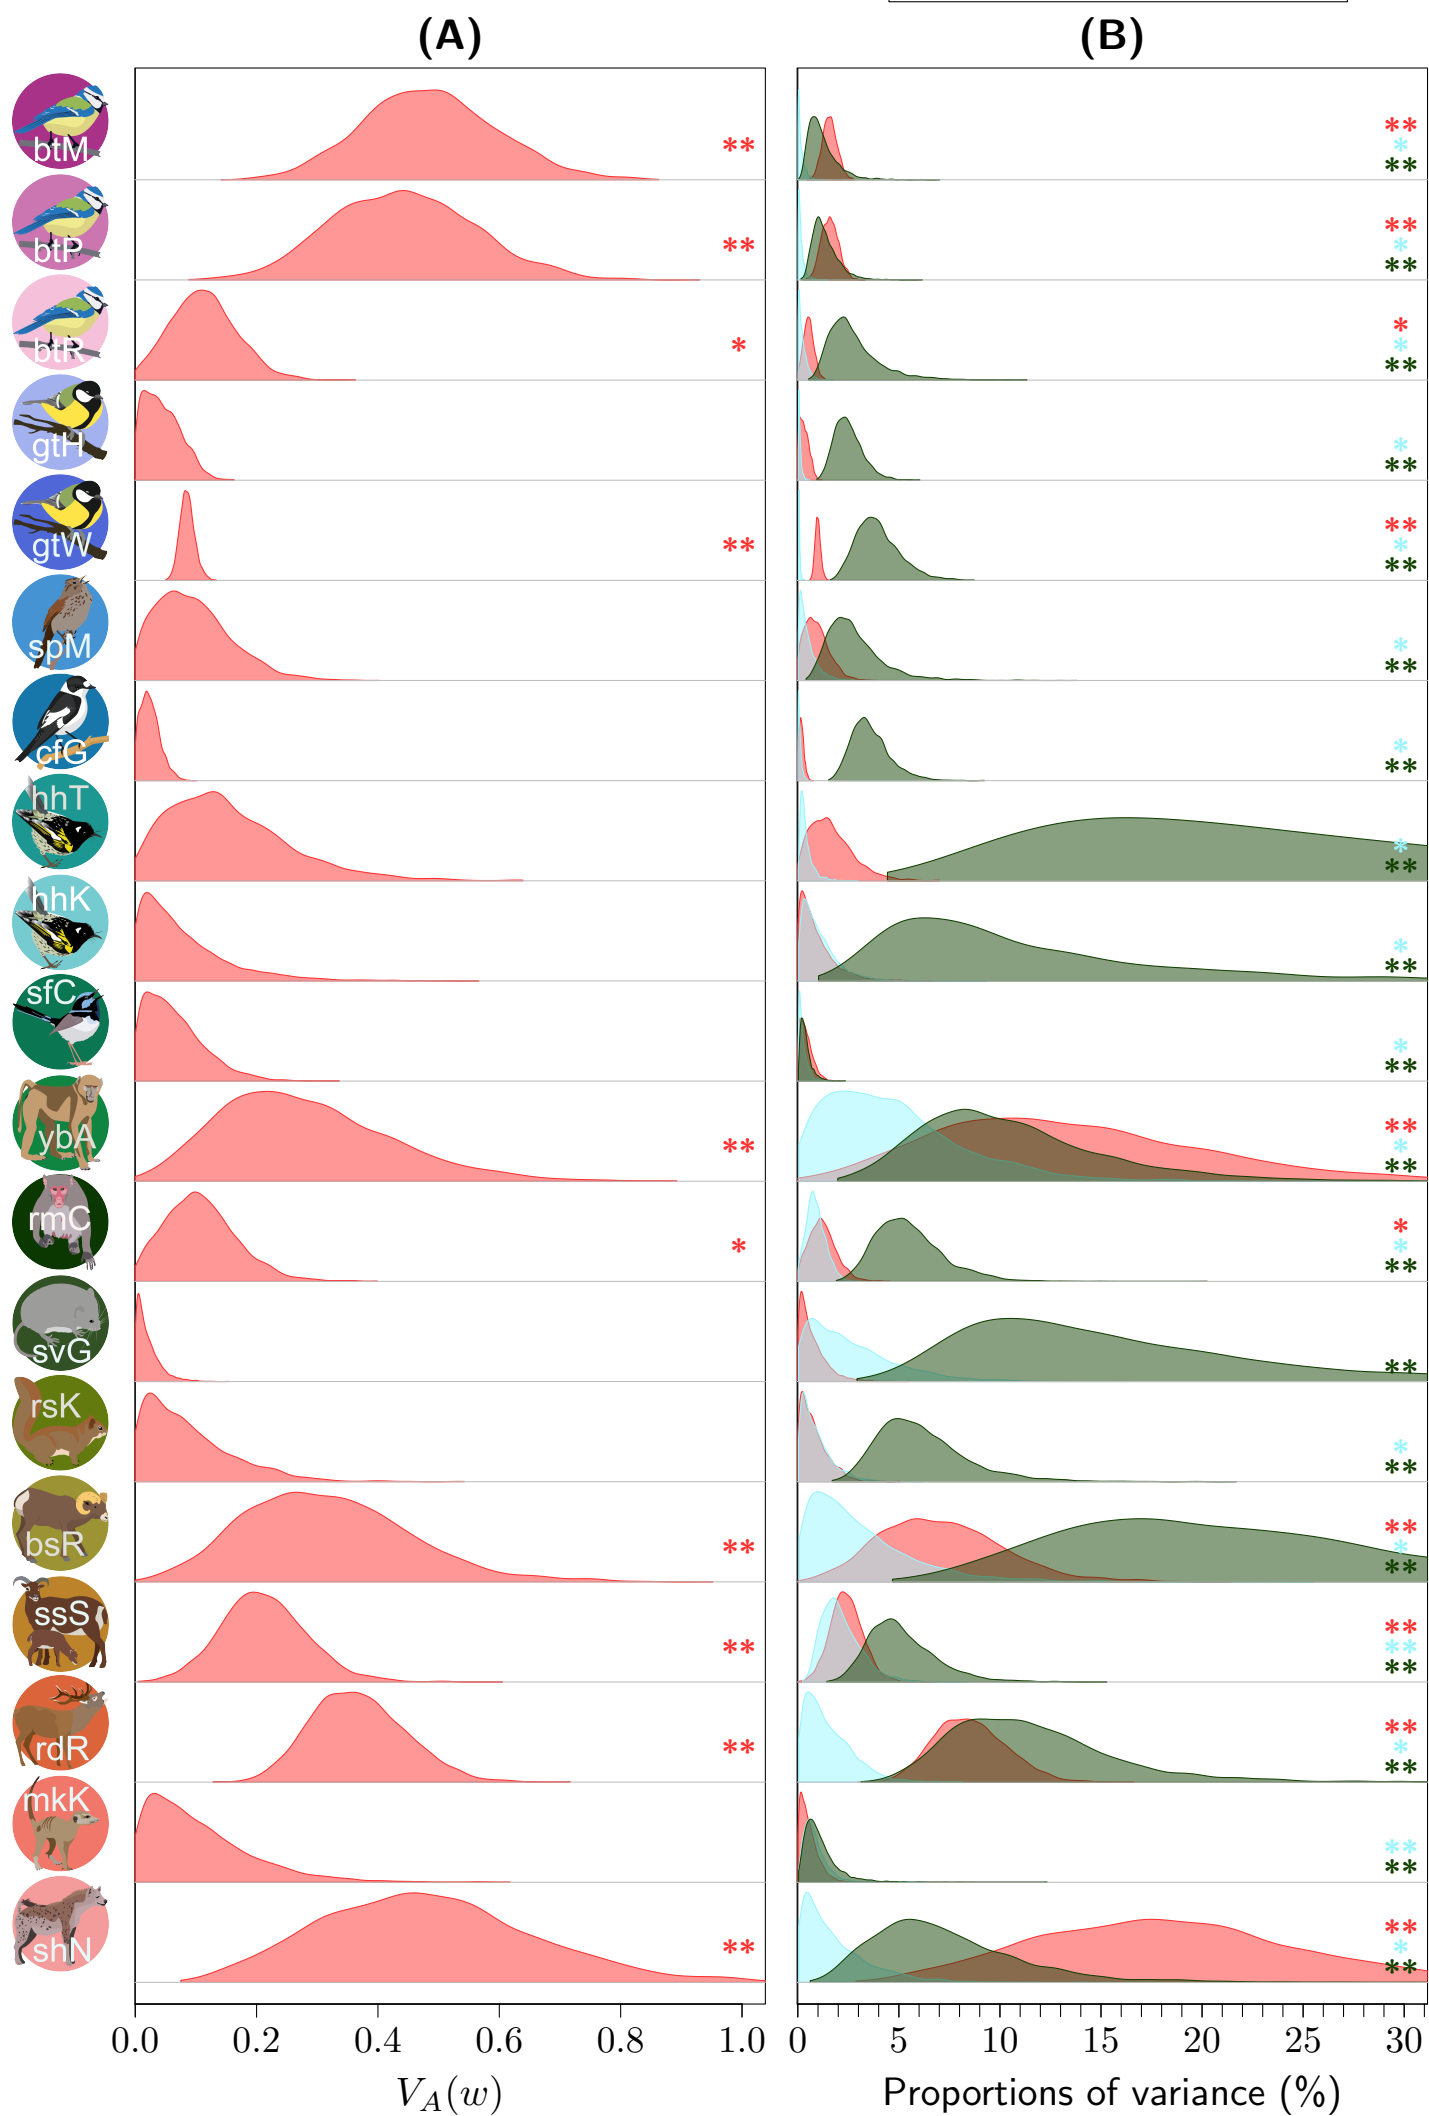 (A) (B)
btM ** ** * **
btP ** ** * **
btR * * * **
gtH * **
gtW ** ** * **
spM * **
cfG * **
hhT * **
hhK * **
sfC * **
ybA ** ** * **
rmC * * * **
svG **
rsK * **
bsR ** ** * **
ssS ** ** ** **
rdR ** ** * **
mkK ** **
shN ** ** * **
0.0 0.2 0.4 0.6 0.8 1.0 0 5 10 15 20 25 30
V_A(w) Proportions of variance (%)